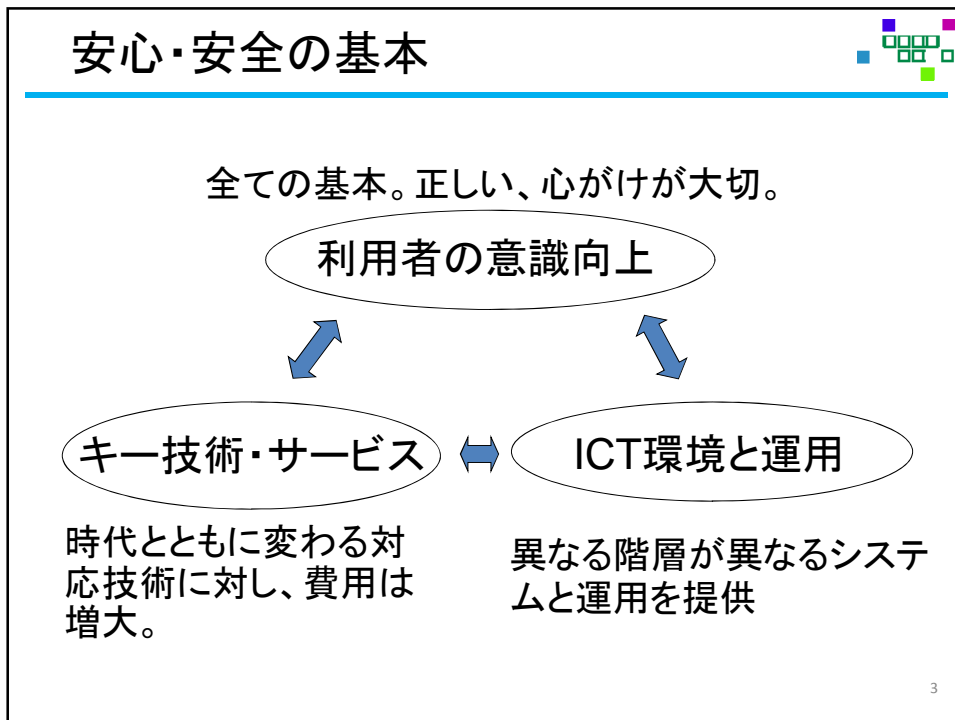 安心・安全の基本
全ての基本。正しい、心がけが大切。
利用者の意識向上
キー技術・サービス
ICT環境と運用
時代とともに変わる対
応技術に対し、費用は
増大。
異なる階層が異なるシステ
ムと運用を提供
3